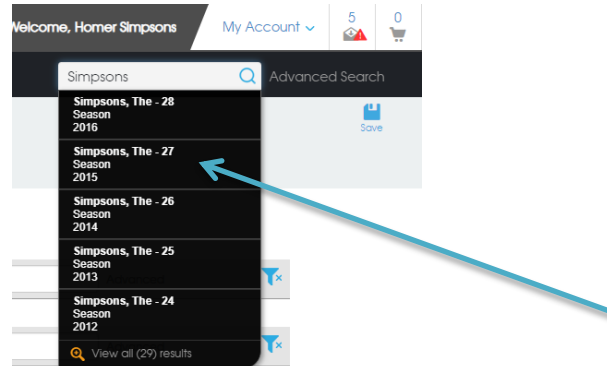 Welcome, Homer Simpsons
My Account
5
0
Simpsons
Advanced Search
Simpsons, The - 28
Season
2016
Save
Simpsons, The - 27
Season
2015
Simpsons, The - 26
Season
2014
Simpsons, The - 25
Season
2013
Simpsons, The - 24
Season
2012
View all (29) results